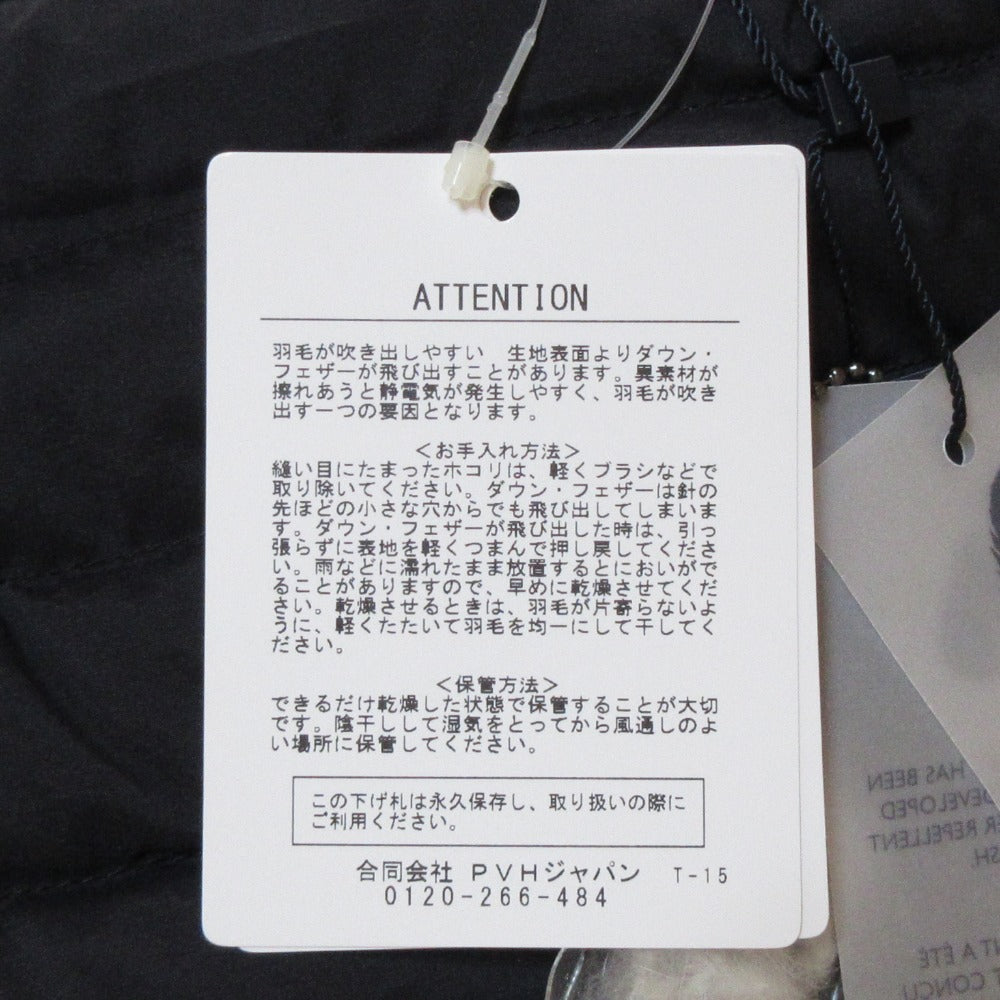 ATTENTION
羽毛が吹き出しやすい 生地表面よりダウン・
フェザーが飛び出すことがあります。異素材が
擦れあうと静電気が発生しやすく、羽毛が吹き
出す一つの要因となります。
＜お手入れ方法＞
縫い目にたまったホコリは、軽くブラシなどで
取り除いてください。ダウン・フェザーは針の
先ほどの小さな穴からでも飛び出してしまいま
す。ダウン・フェザーが飛び出した時は、引っ
張らずに表地を軽くつまんで押し戻してくださ
い。雨などに濡れたまま放置するとにおいがで
ることがありますので、早めに乾燥させてくだ
さい。乾燥させるときは、羽毛が片寄らないよ
うに、軽くたたいて羽毛を均一にして干してく
ださい。
＜保管方法＞
できるだけ乾燥した状態で保管することが大切
です。陰干しして湿気をとってから風通しのよ
い場所に保管してください。
この下げ札は永久保存し、取り扱いの際に
ご利用ください。
合同会社 ＰＶＨジャパン T-15
0120-266-484
HAS BEEN
DEVELOPED
REPELLENT
A ÉTÉ
CONÇU